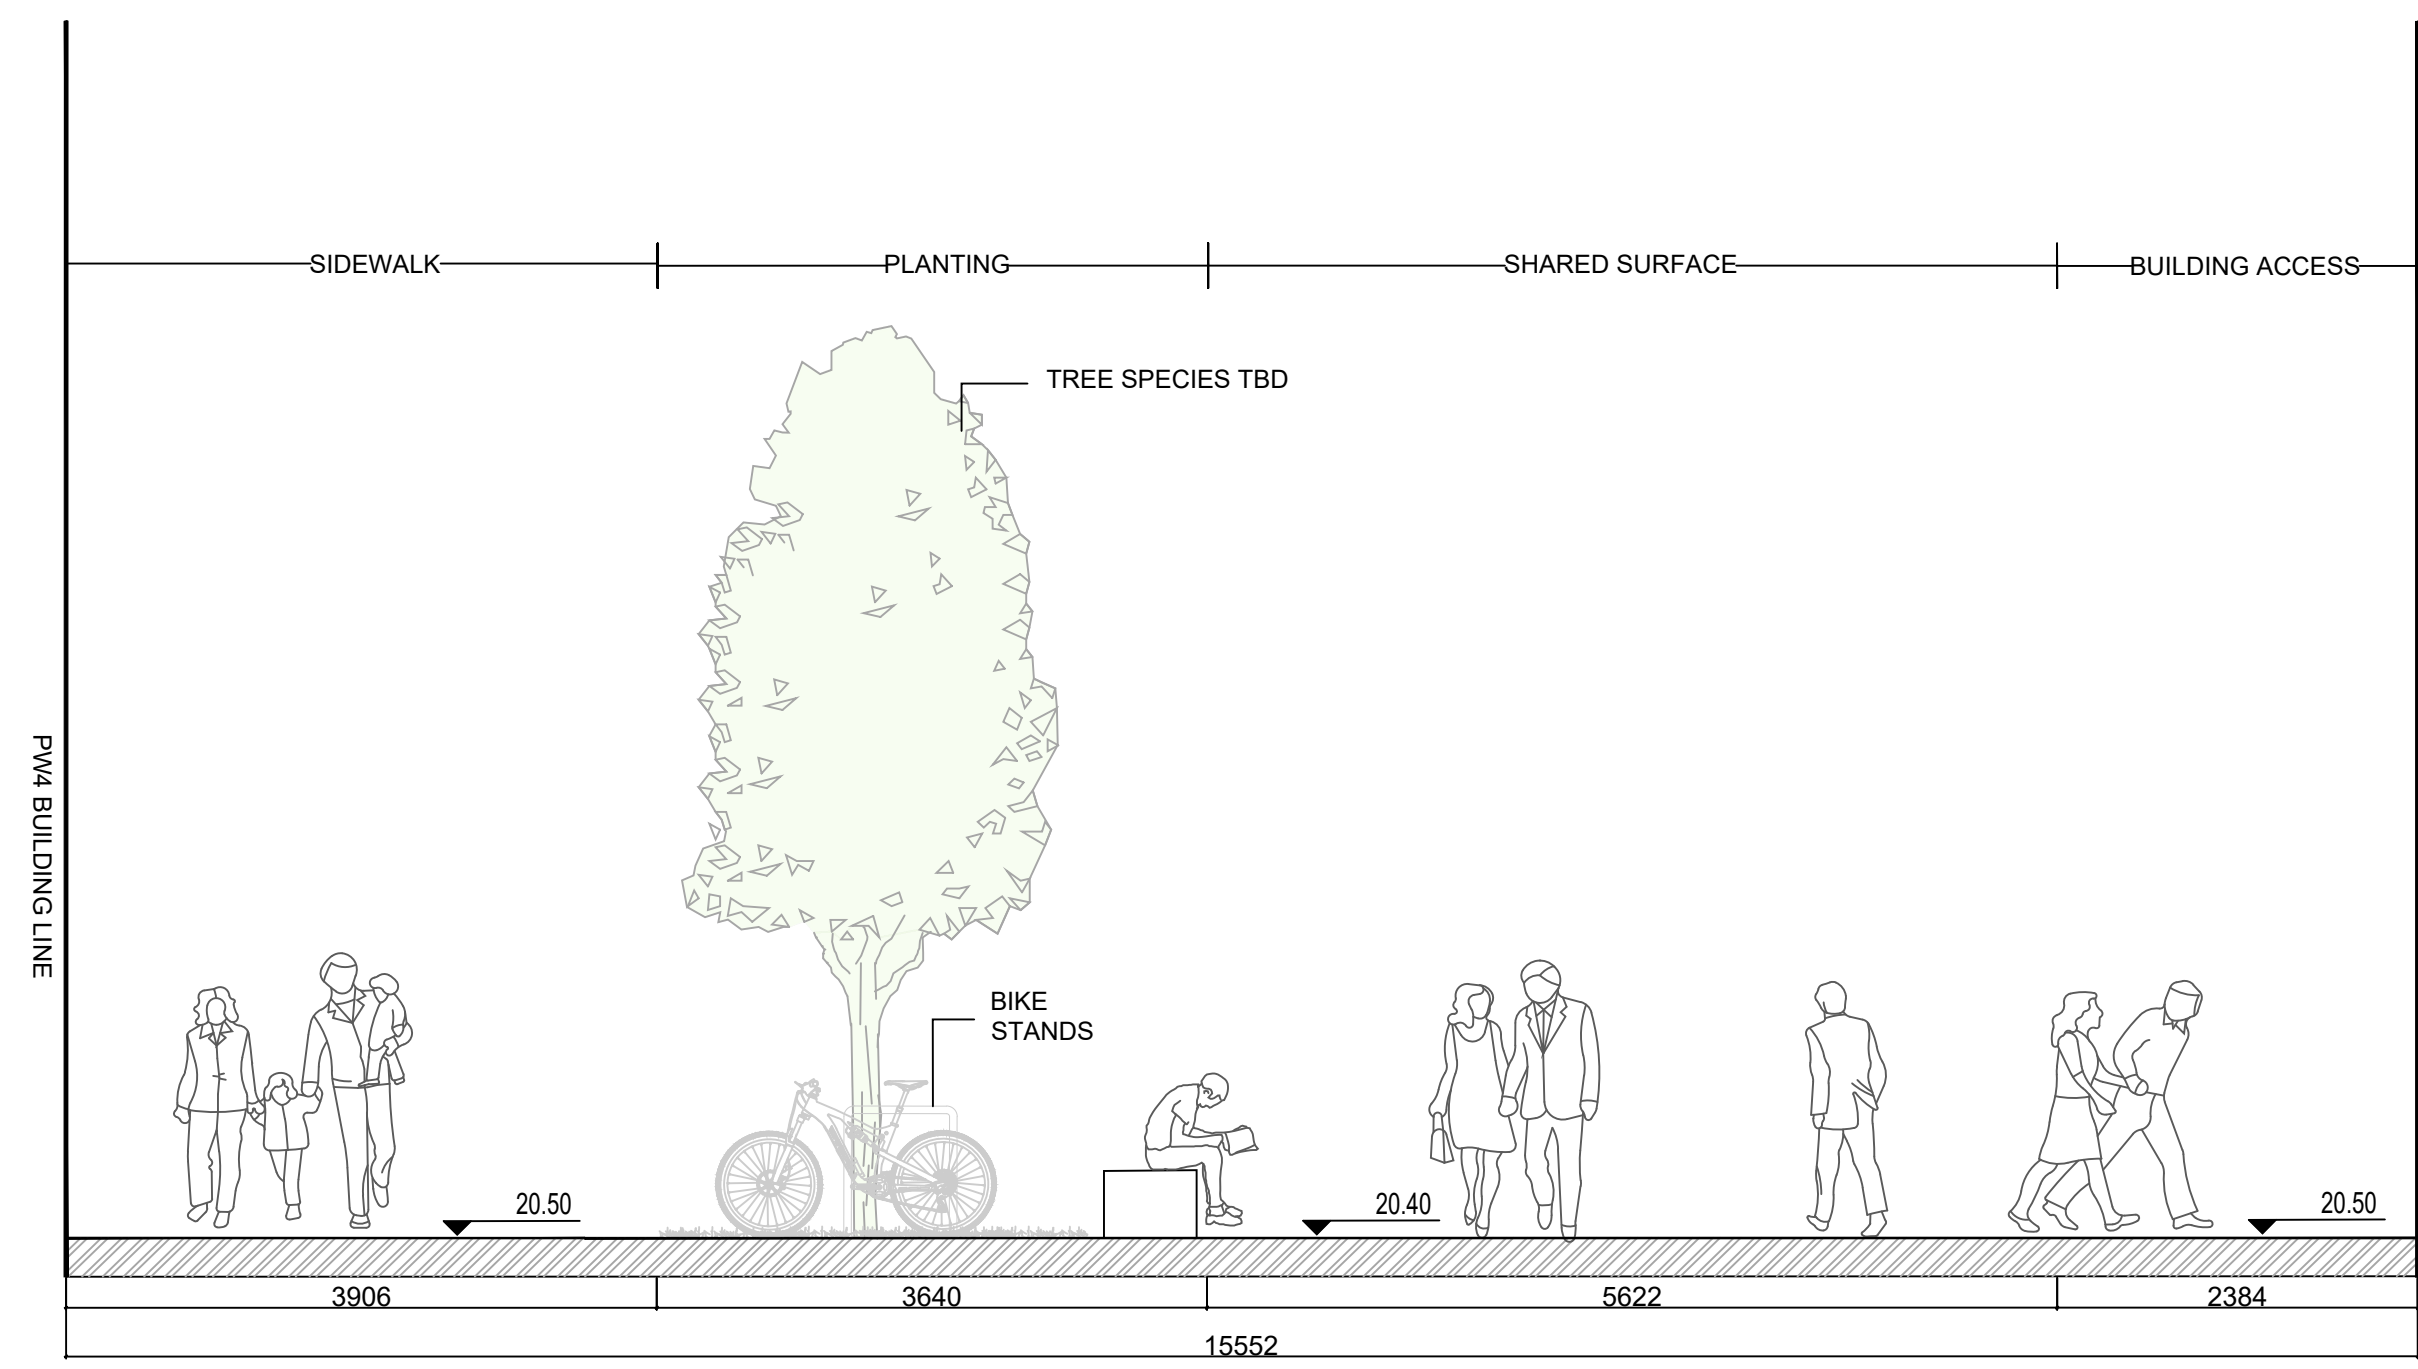 SIDEWALK
PLANTING
SHARED SURFACE
BUILDING ACCESS
TREE SPECIES TBD
PW4 BUILDING LINE
BIKE
STANDS
20.50
20.40
20.50
3906
3640
5622
2384
15552